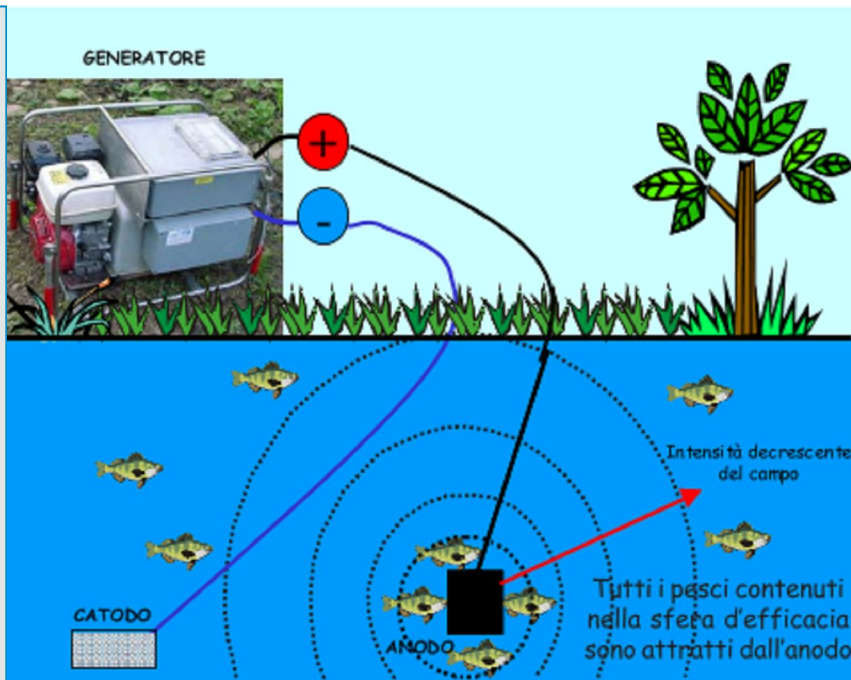 GENERATORE
+
-
Intensità decrescente
del campo
Tutti i pesci contenuti
nella sfera d'efficacia
sono attratti dall'anodo
CATODO
ANODO